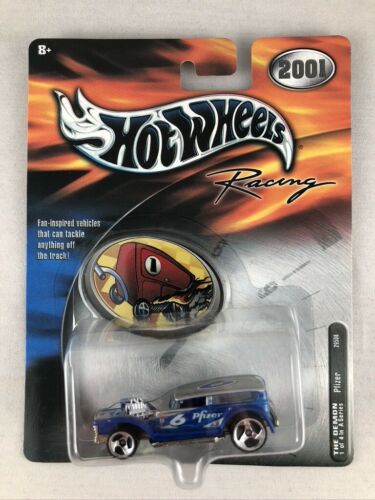 8+
2001
HOT WHEELS
Racing
Fan-inspired vehicles
that can tackle
anything off
the track!
1
6 Pfizer
THE DEMON
1 of 4 in A Series
Pfizer